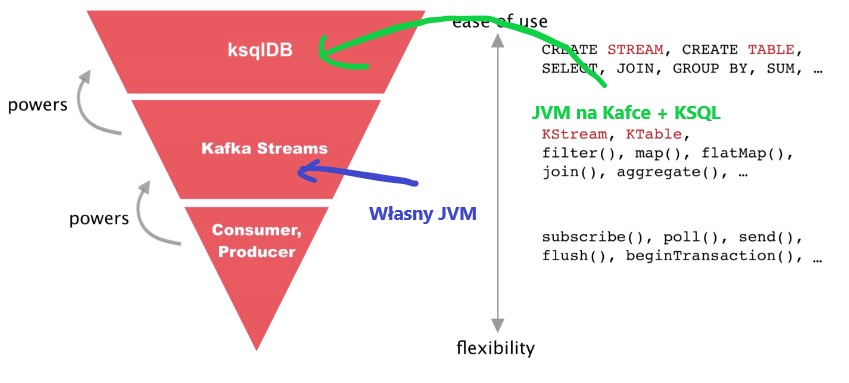 ksqlDB
powers
Kafka Streams
powers
Consumer,
Producer
Własny JVM
ease of use
flexibility
CREATE STREAM, CREATE TABLE,
SELECT, JOIN, GROUP BY, SUM, …
JVM na Kafce + KSQL
KStream, KTable,
filter(), map(), flatMap(),
join(), aggregate(), …
subscribe(), poll(), send(),
flush(), beginTransaction(), …